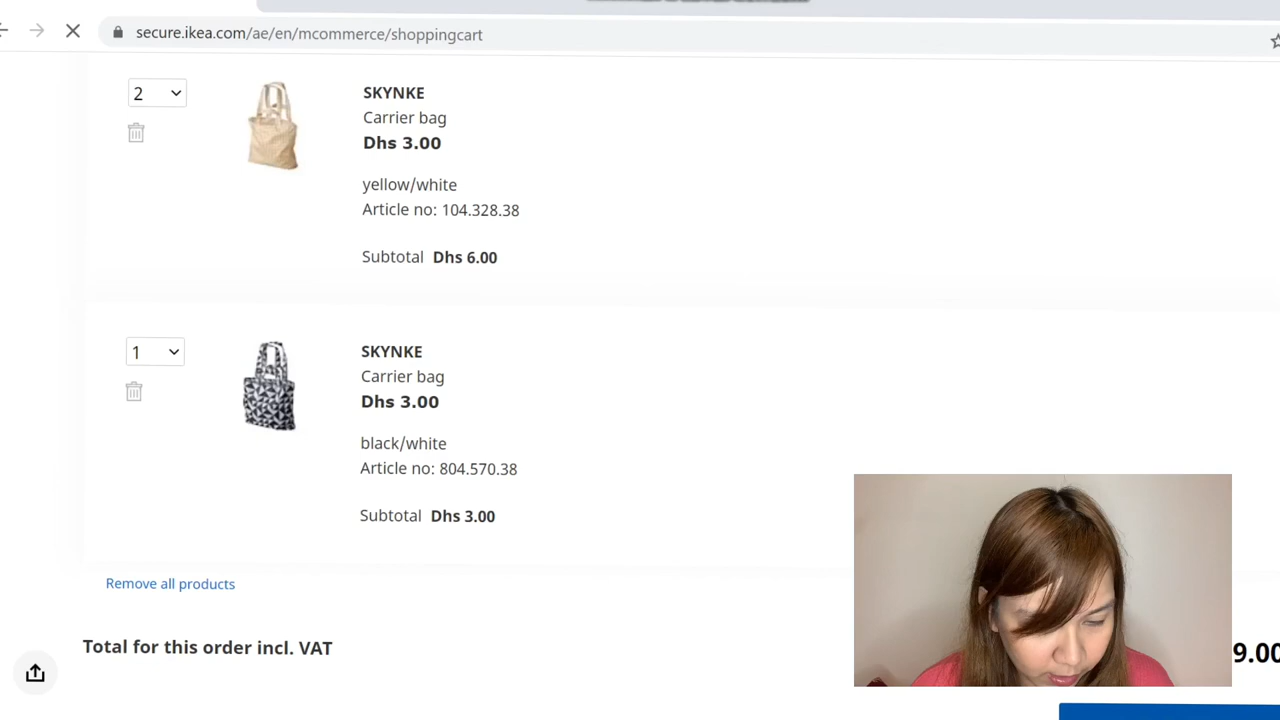 secure.ikea.com/ae/en/mcommerce/shoppingcart
2
SKYNKE
Carrier bag
Dhs 3.00
yellow/white
Article no: 104.328.38
Subtotal Dhs 6.00
1
SKYNKE
Carrier bag
Dhs 3.00
black/white
Article no: 804.570.38
Subtotal Dhs 3.00
Remove all products
Total for this order incl. VAT
9.00